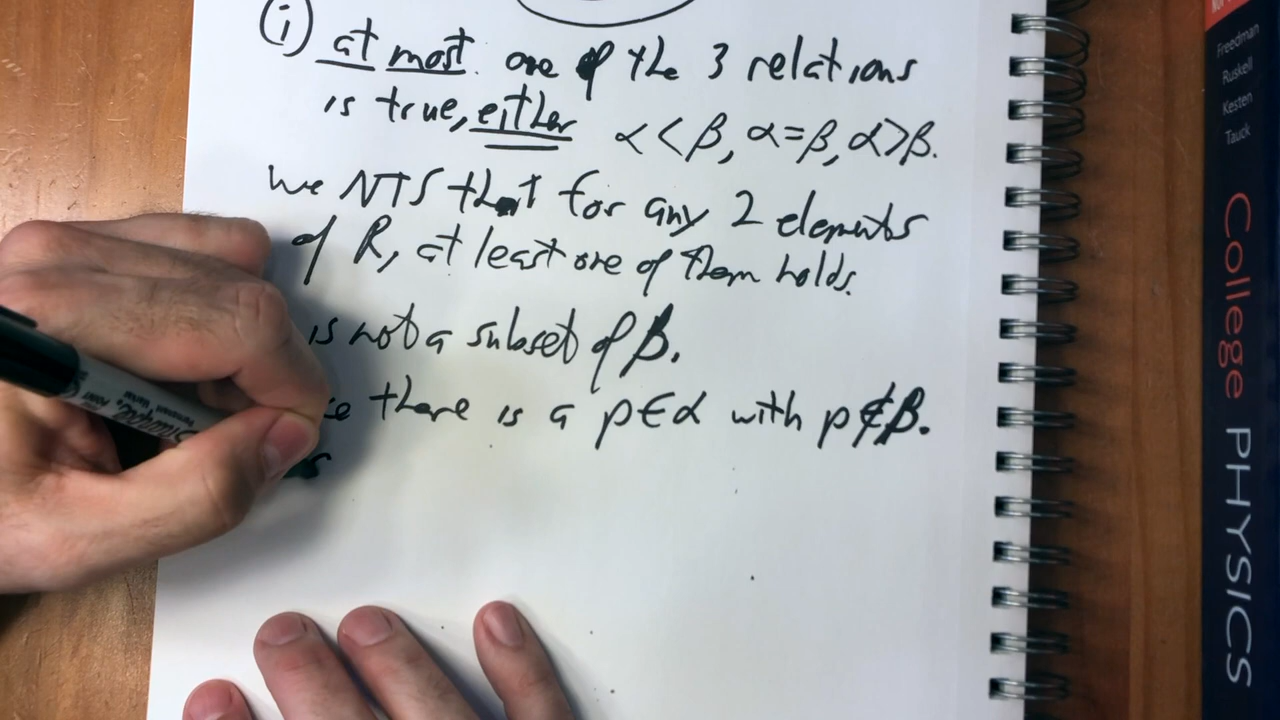 (i) at most one of the 3 relations
is true, either α<β, α=β, α>β.
We NTS that for any 2 elements
of R, at least one of them holds.
is not a subset of β.
there is a p∈α with p∉β.
Freedman
Ruskell
Kesten
Tauck
College PHYSICS